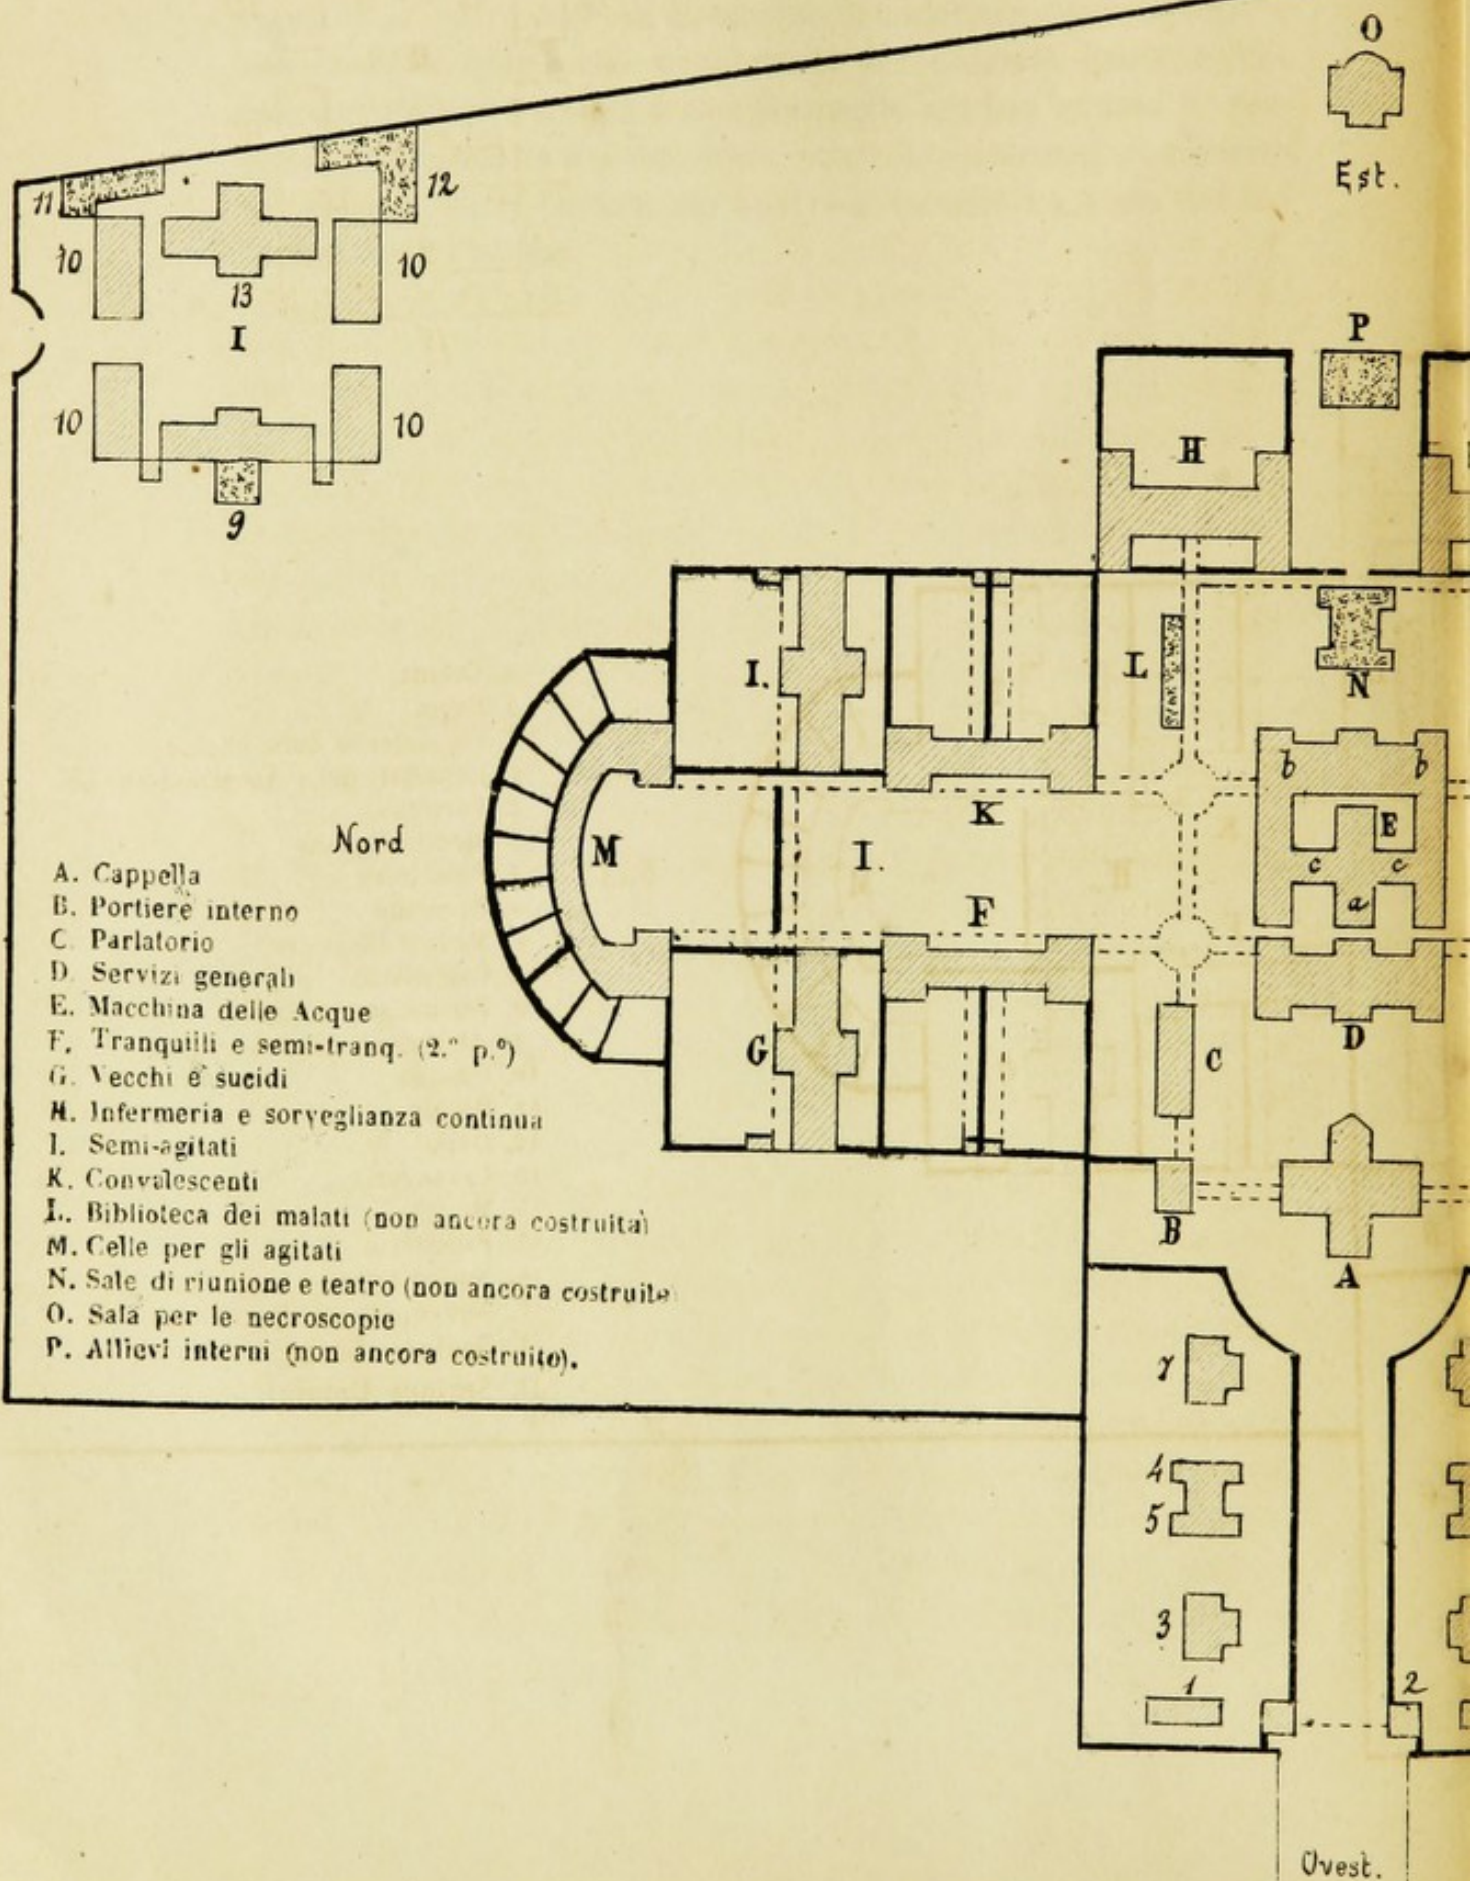 O
Est.
11
12
10
10
13
I
P
10
10
H
9
I.
L
N
b
b
K
E
Nord
M
I.
c
c
F
a
A. Cappella
B. Portiere interno
C. Parlatorio
D. Servizi generali
E. Macchina delle Acque
F. Tranquilli e semi-tranq. (2.º p.º)
G. Vecchi e sucidi
H. Infermeria e sorveglianza continua
I. Semi-agitati
K. Convalescenti
L. Biblioteca dei malati (non ancora costruita)
M. Celle per gli agitati
N. Sale di riunione e teatro (non ancora costruite
O. Sala per le necroscopie
P. Allievi interni (non ancora costruito).
G
C
D
B
A
7
4
5
3
1
2
Ovest.